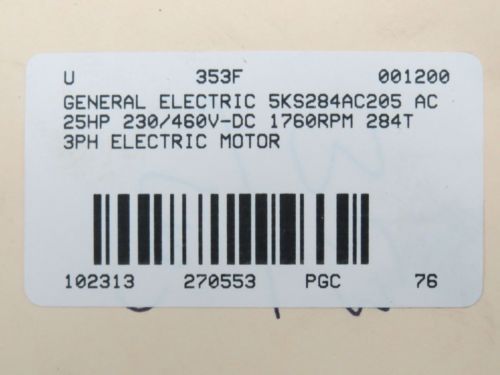 U 353F 001200
GENERAL ELECTRIC 5KS284AC205 AC
25HP 230/460V-DC 1760RPM 284T
3PH ELECTRIC MOTOR
102313 270553 PGC 76